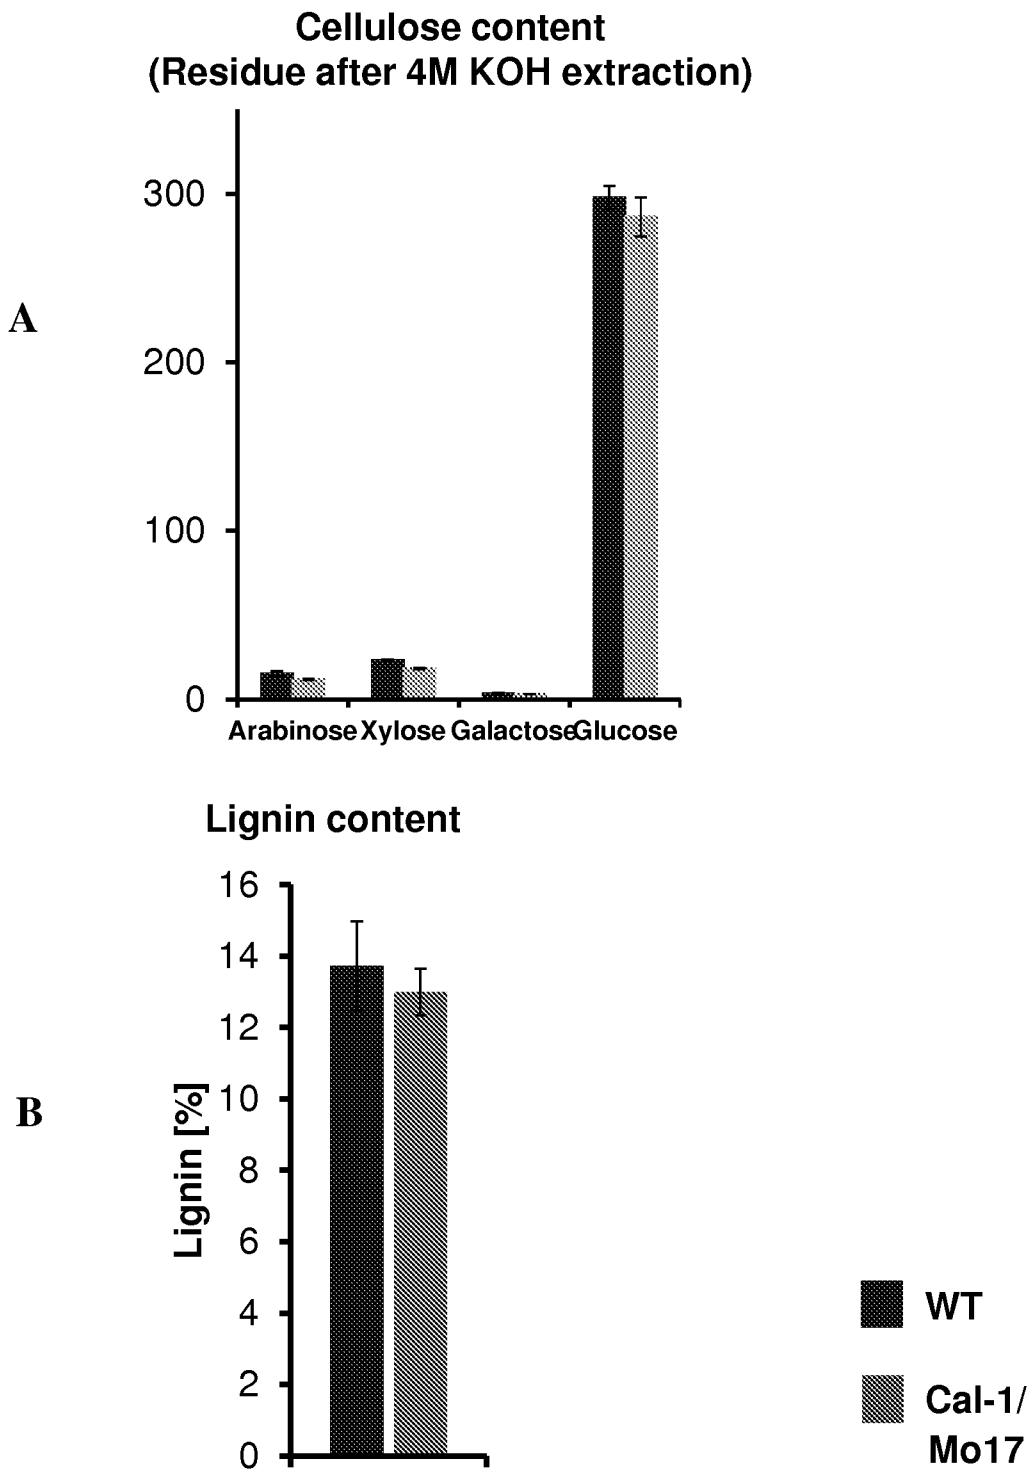 Cellulose content
(Residue after 4M KOH extraction)
300
A
200
100
0
Arabinose Xylose Galactose Glucose
Lignin content
16
14
12
B
Lignin [%]
10
8
6
4
2
0
WT
Cal-1/
Mo17